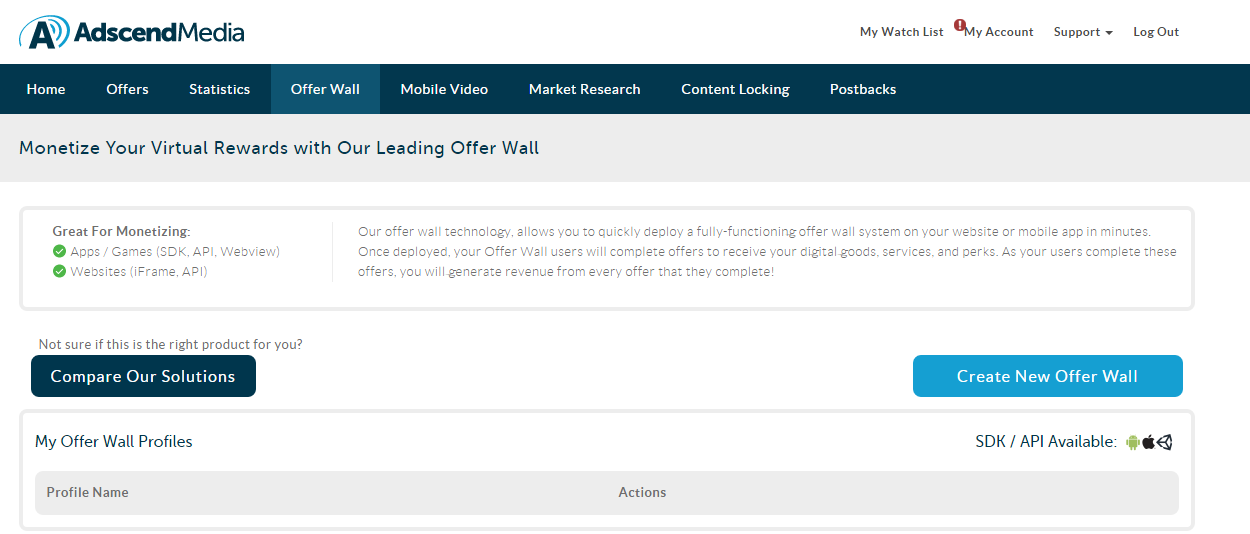 AdscendMedia
My Watch List ! My Account Support Log Out
Home Offers Statistics Offer Wall Mobile Video Market Research Content Locking Postbacks
Monetize Your Virtual Rewards with Our Leading Offer Wall
Great For Monetizing:
Apps / Games (SDK, API, Webview)
Websites (iFrame, API)
Our offer wall technology, allows you to quickly deploy a fully-functioning offer wall system on your website or mobile app in minutes.
Once deployed, your Offer Wall users will complete offers to receive your digital goods, services, and perks. As your users complete these
offers, you will generate revenue from every offer that they complete!
Not sure if this is the right product for you?
Compare Our Solutions
Create New Offer Wall
My Offer Wall Profiles
SDK / API Available:
Profile Name Actions